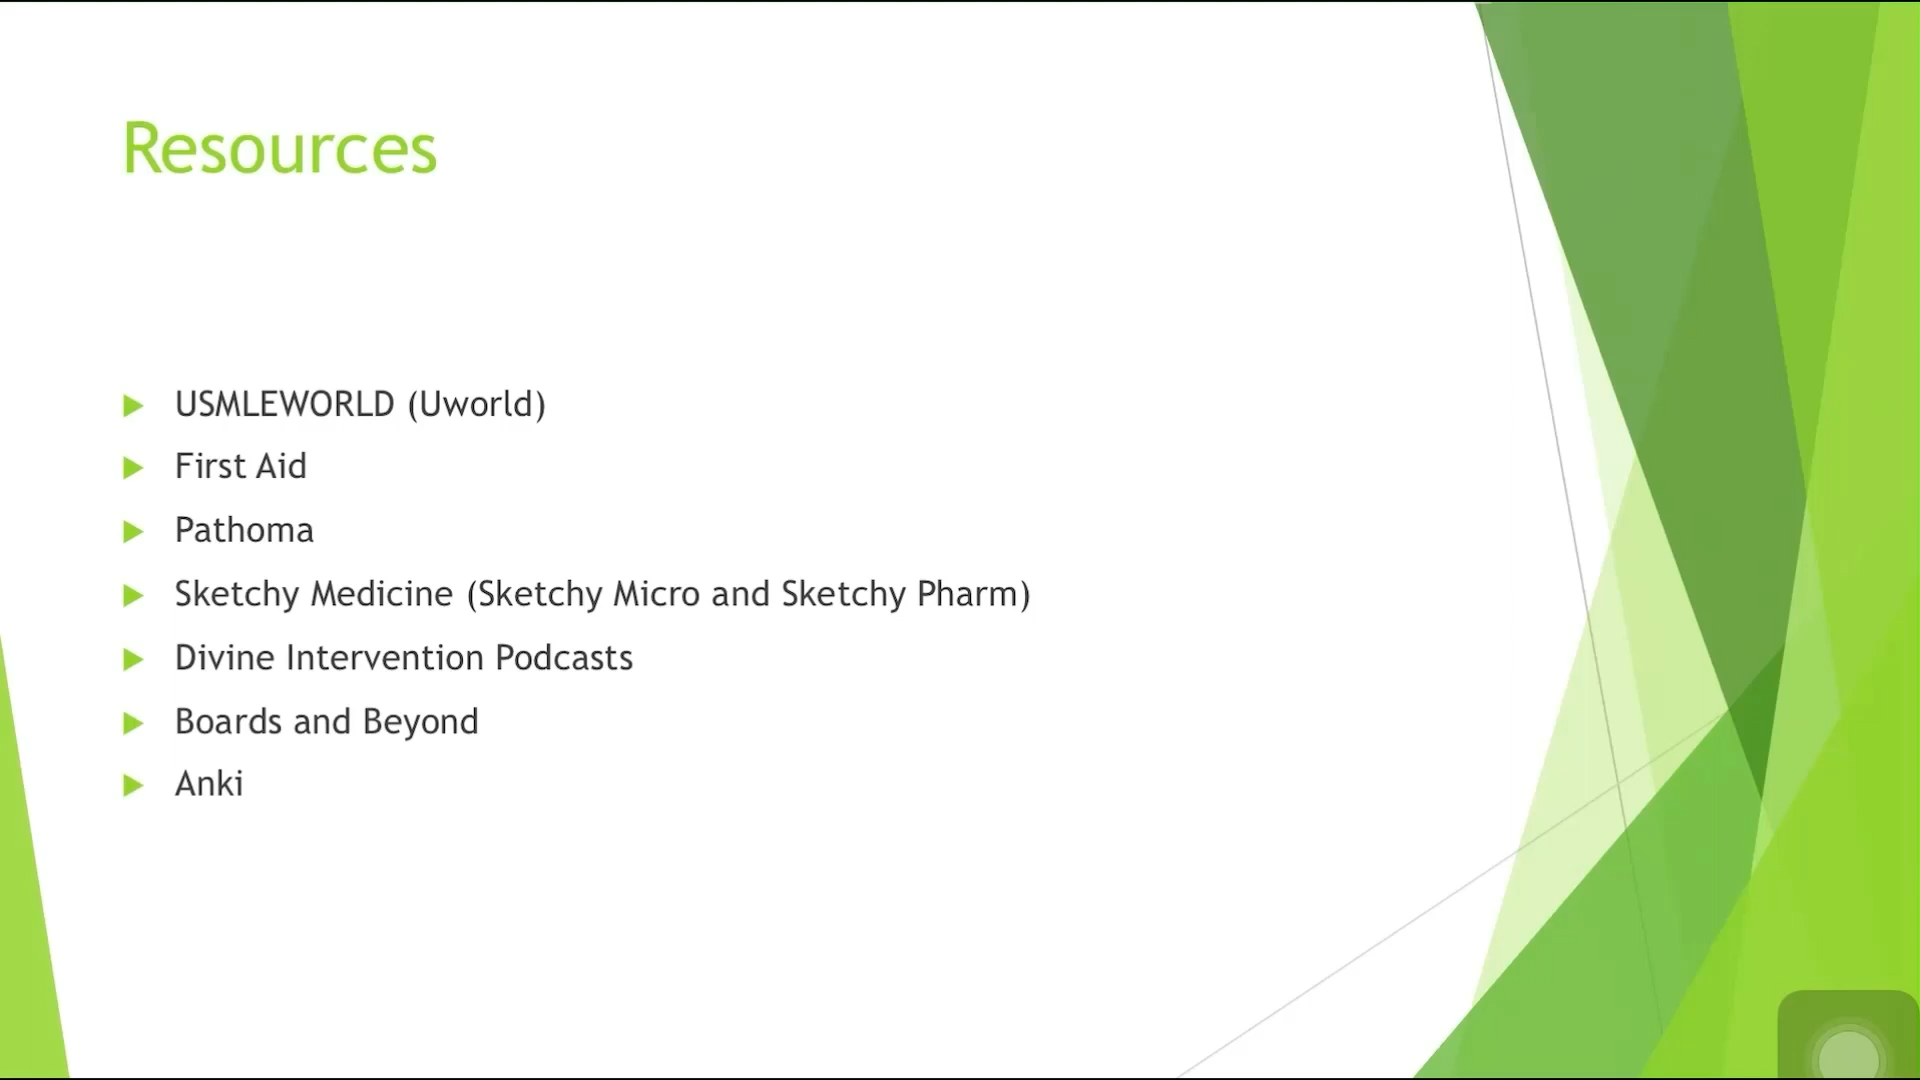 Resources
USMLEWORLD (Uworld)
First Aid
Pathoma
Sketchy Medicine (Sketchy Micro and Sketchy Pharm)
Divine Intervention Podcasts
Boards and Beyond
Anki